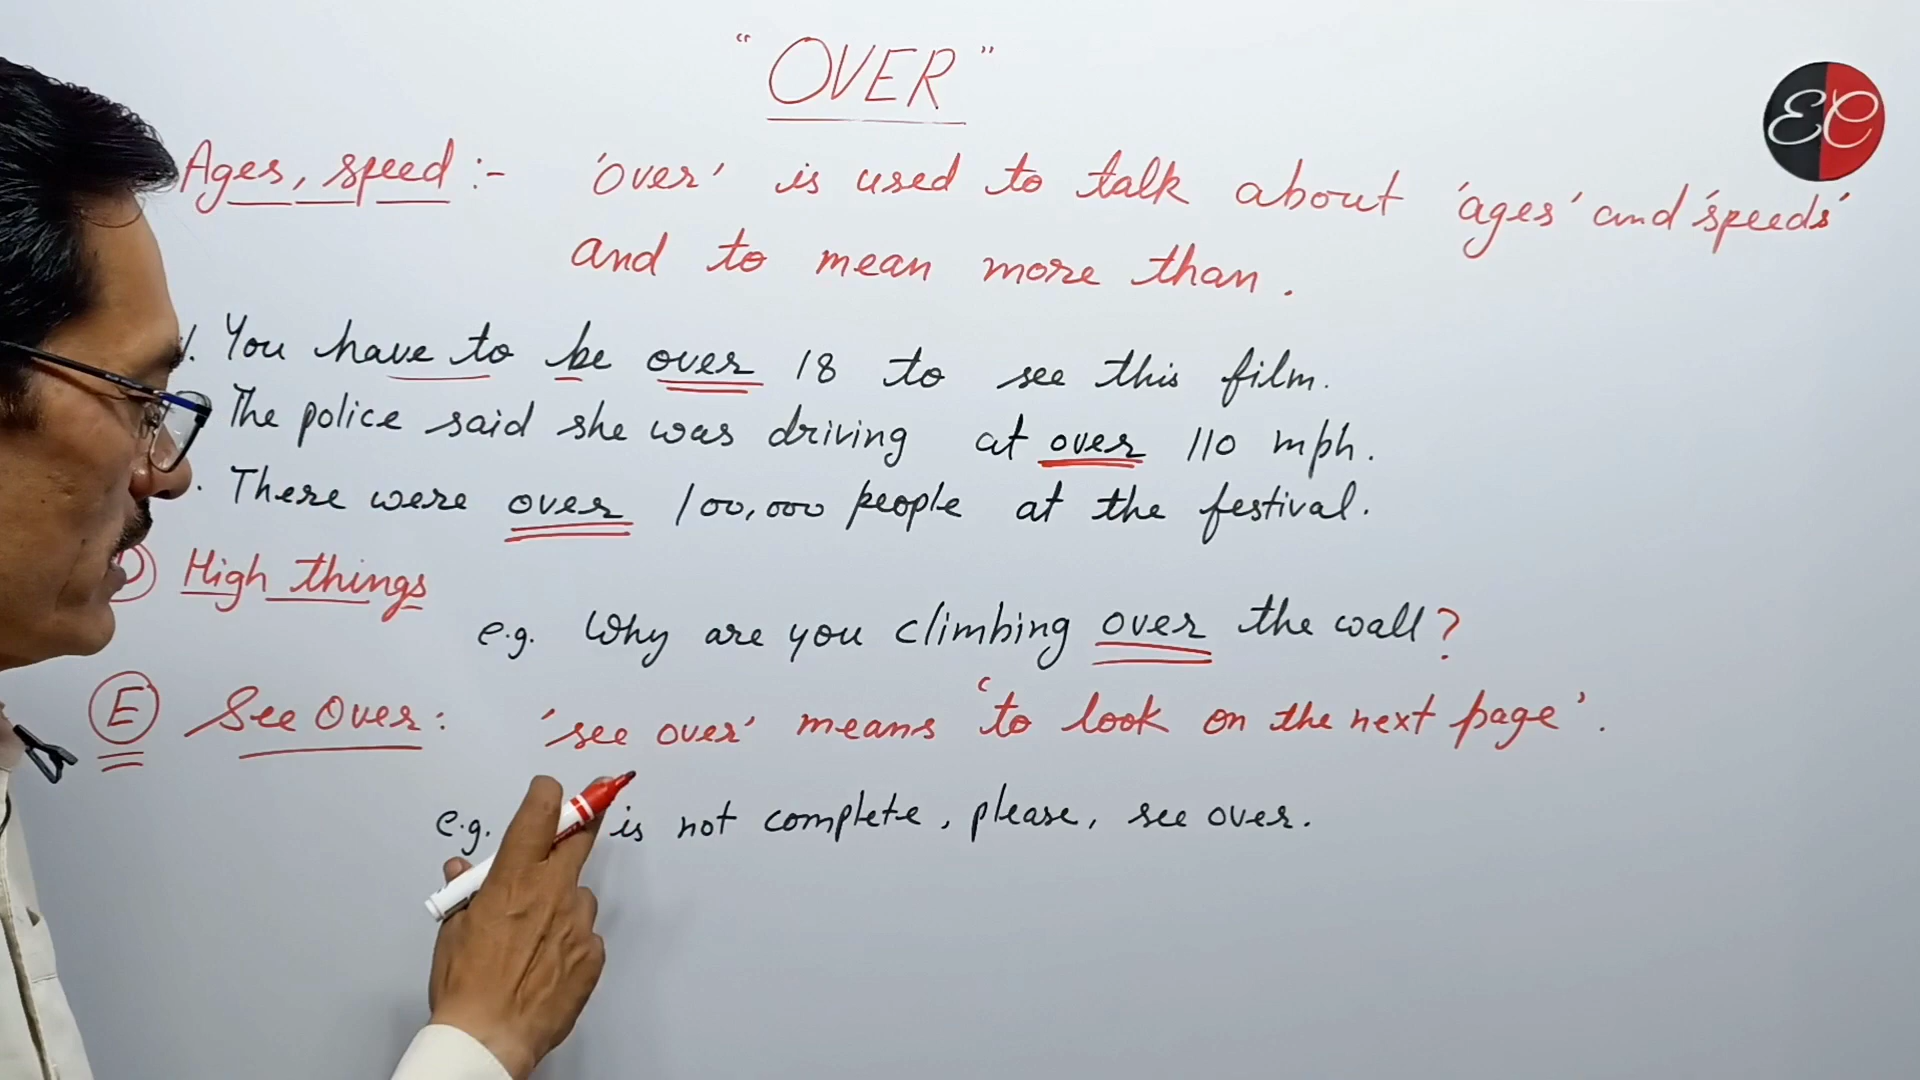 "OVER"
Ages, speed :- 'over' is used to talk about 'ages' and 'speeds'
and to mean more than.
You have to be over 18 to see this film.
The police said she was driving at over 110 mph.
There were over 100,000 people at the festival.
D High things
e.g. Why are you climbing over the wall?
E See Over: 'see over' means 'to look on the next page'.
e.g. is not complete, please, see over.
EC